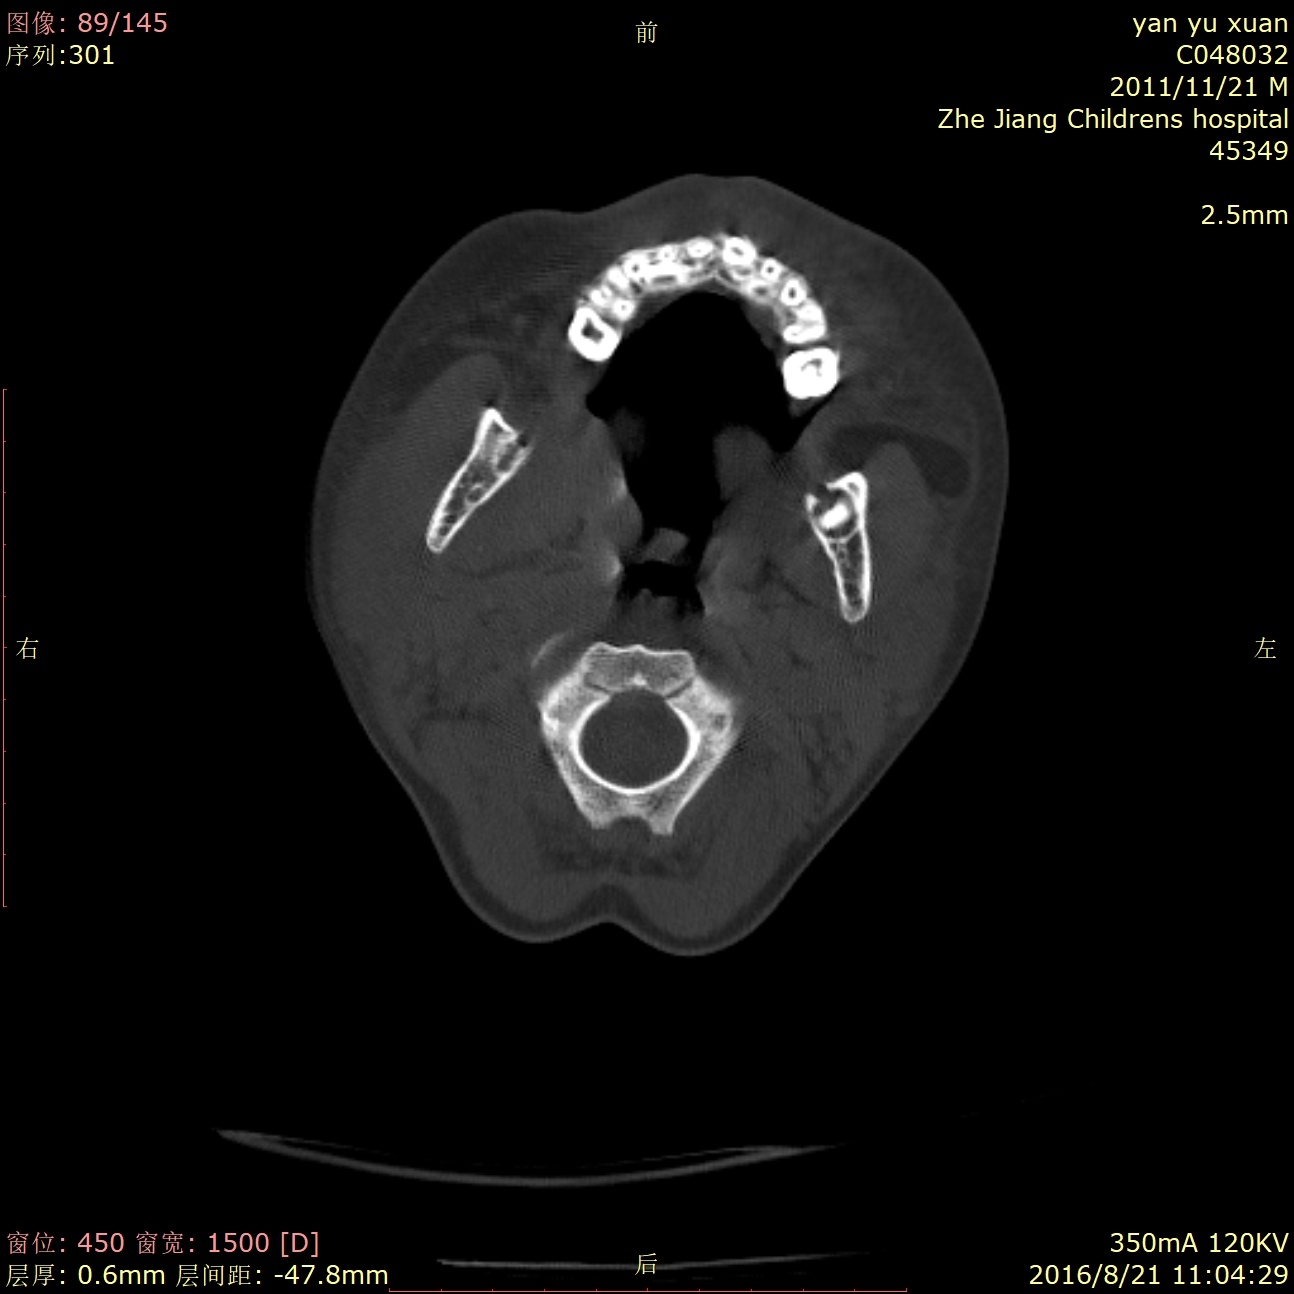 图像: 89/145
序列:301
前
yan yu xuan
C048032
2011/11/21 M
Zhe Jiang Childrens hospital
45349
2.5mm
右
左
窗位: 450 窗宽: 1500 [D]
层厚: 0.6mm 层间距: -47.8mm
后
350mA 120KV
2016/8/21 11:04:29